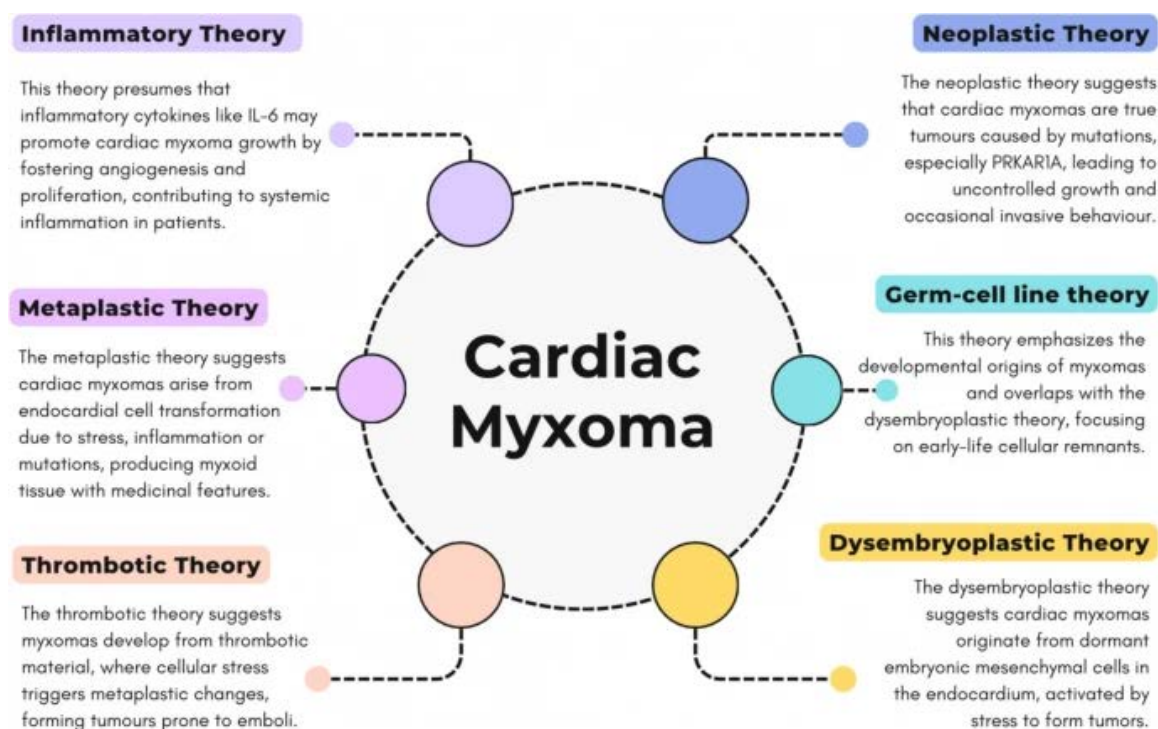 Inflammatory Theory
This theory presumes that
inflammatory cytokines like IL-6 may
promote cardiac myxoma growth by
fostering angiogenesis and
proliferation, contributing to systemic
inflammation in patients.
Metaplastic Theory
The metaplastic theory suggests
cardiac myxomas arise from
endocardial cell transformation
due to stress, inflammation or
mutations, producing myxoid
tissue with medicinal features.
Thrombotic Theory
The thrombotic theory suggests
myxomas develop from thrombotic
material, where cellular stress
triggers metaplastic changes,
forming tumours prone to emboli.
Cardiac
Myxoma
Neoplastic Theory
The neoplastic theory suggests
that cardiac myxomas are true
tumours caused by mutations,
especially PRKAR1A, leading to
uncontrolled growth and
occasional invasive behaviour.
Germ-cell line theory
This theory emphasizes the
developmental origins of myxomas
and overlaps with the
dysembryoplastic theory, focusing
on early-life cellular remnants.
Dysembryoplastic Theory
The dysembryoplastic theory
suggests cardiac myxomas
originate from dormant
embryonic mesenchymal cells in
the endocardium, activated by
stress to form tumors.